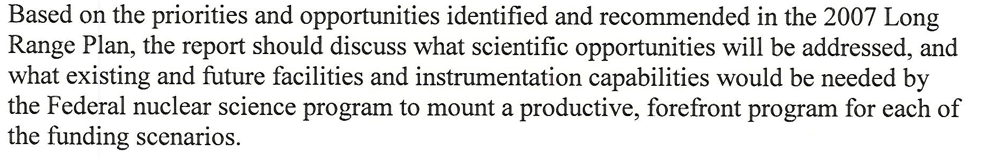 Based on the priorities and opportunities identified and recommended in the 2007 Long
Range Plan, the report should discuss what scientific opportunities will be addressed, and
what existing and future facilities and instrumentation capabilities would be needed by
the Federal nuclear science program to mount a productive, forefront program for each of
the funding scenarios.